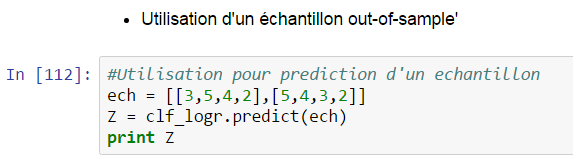 • Utilisation d'un échantillon out-of-sample'
In [112]: #Utilisation pour prediction d'un echantillon
ech = [[3,5,4,2],[5,4,3,2]]
Z = clf_logr.predict(ech)
print Z